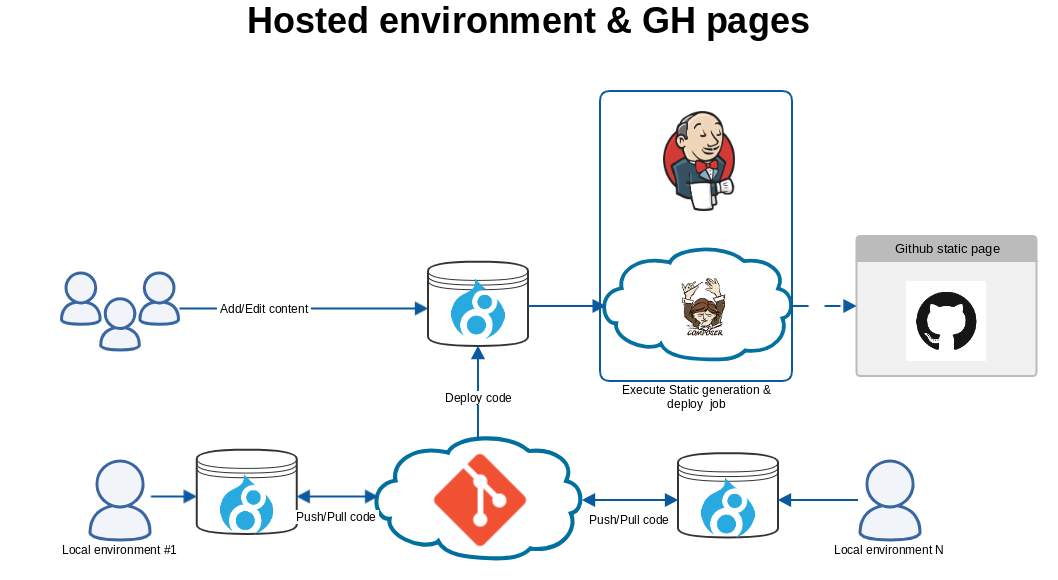 Hosted environment & GH pages
Github static page
Add/Edit content
COMPOSER
Execute Static generation &
deploy job
Deploy code
Push/Pull code
Push/Pull code
Local environment #1
Local environment N